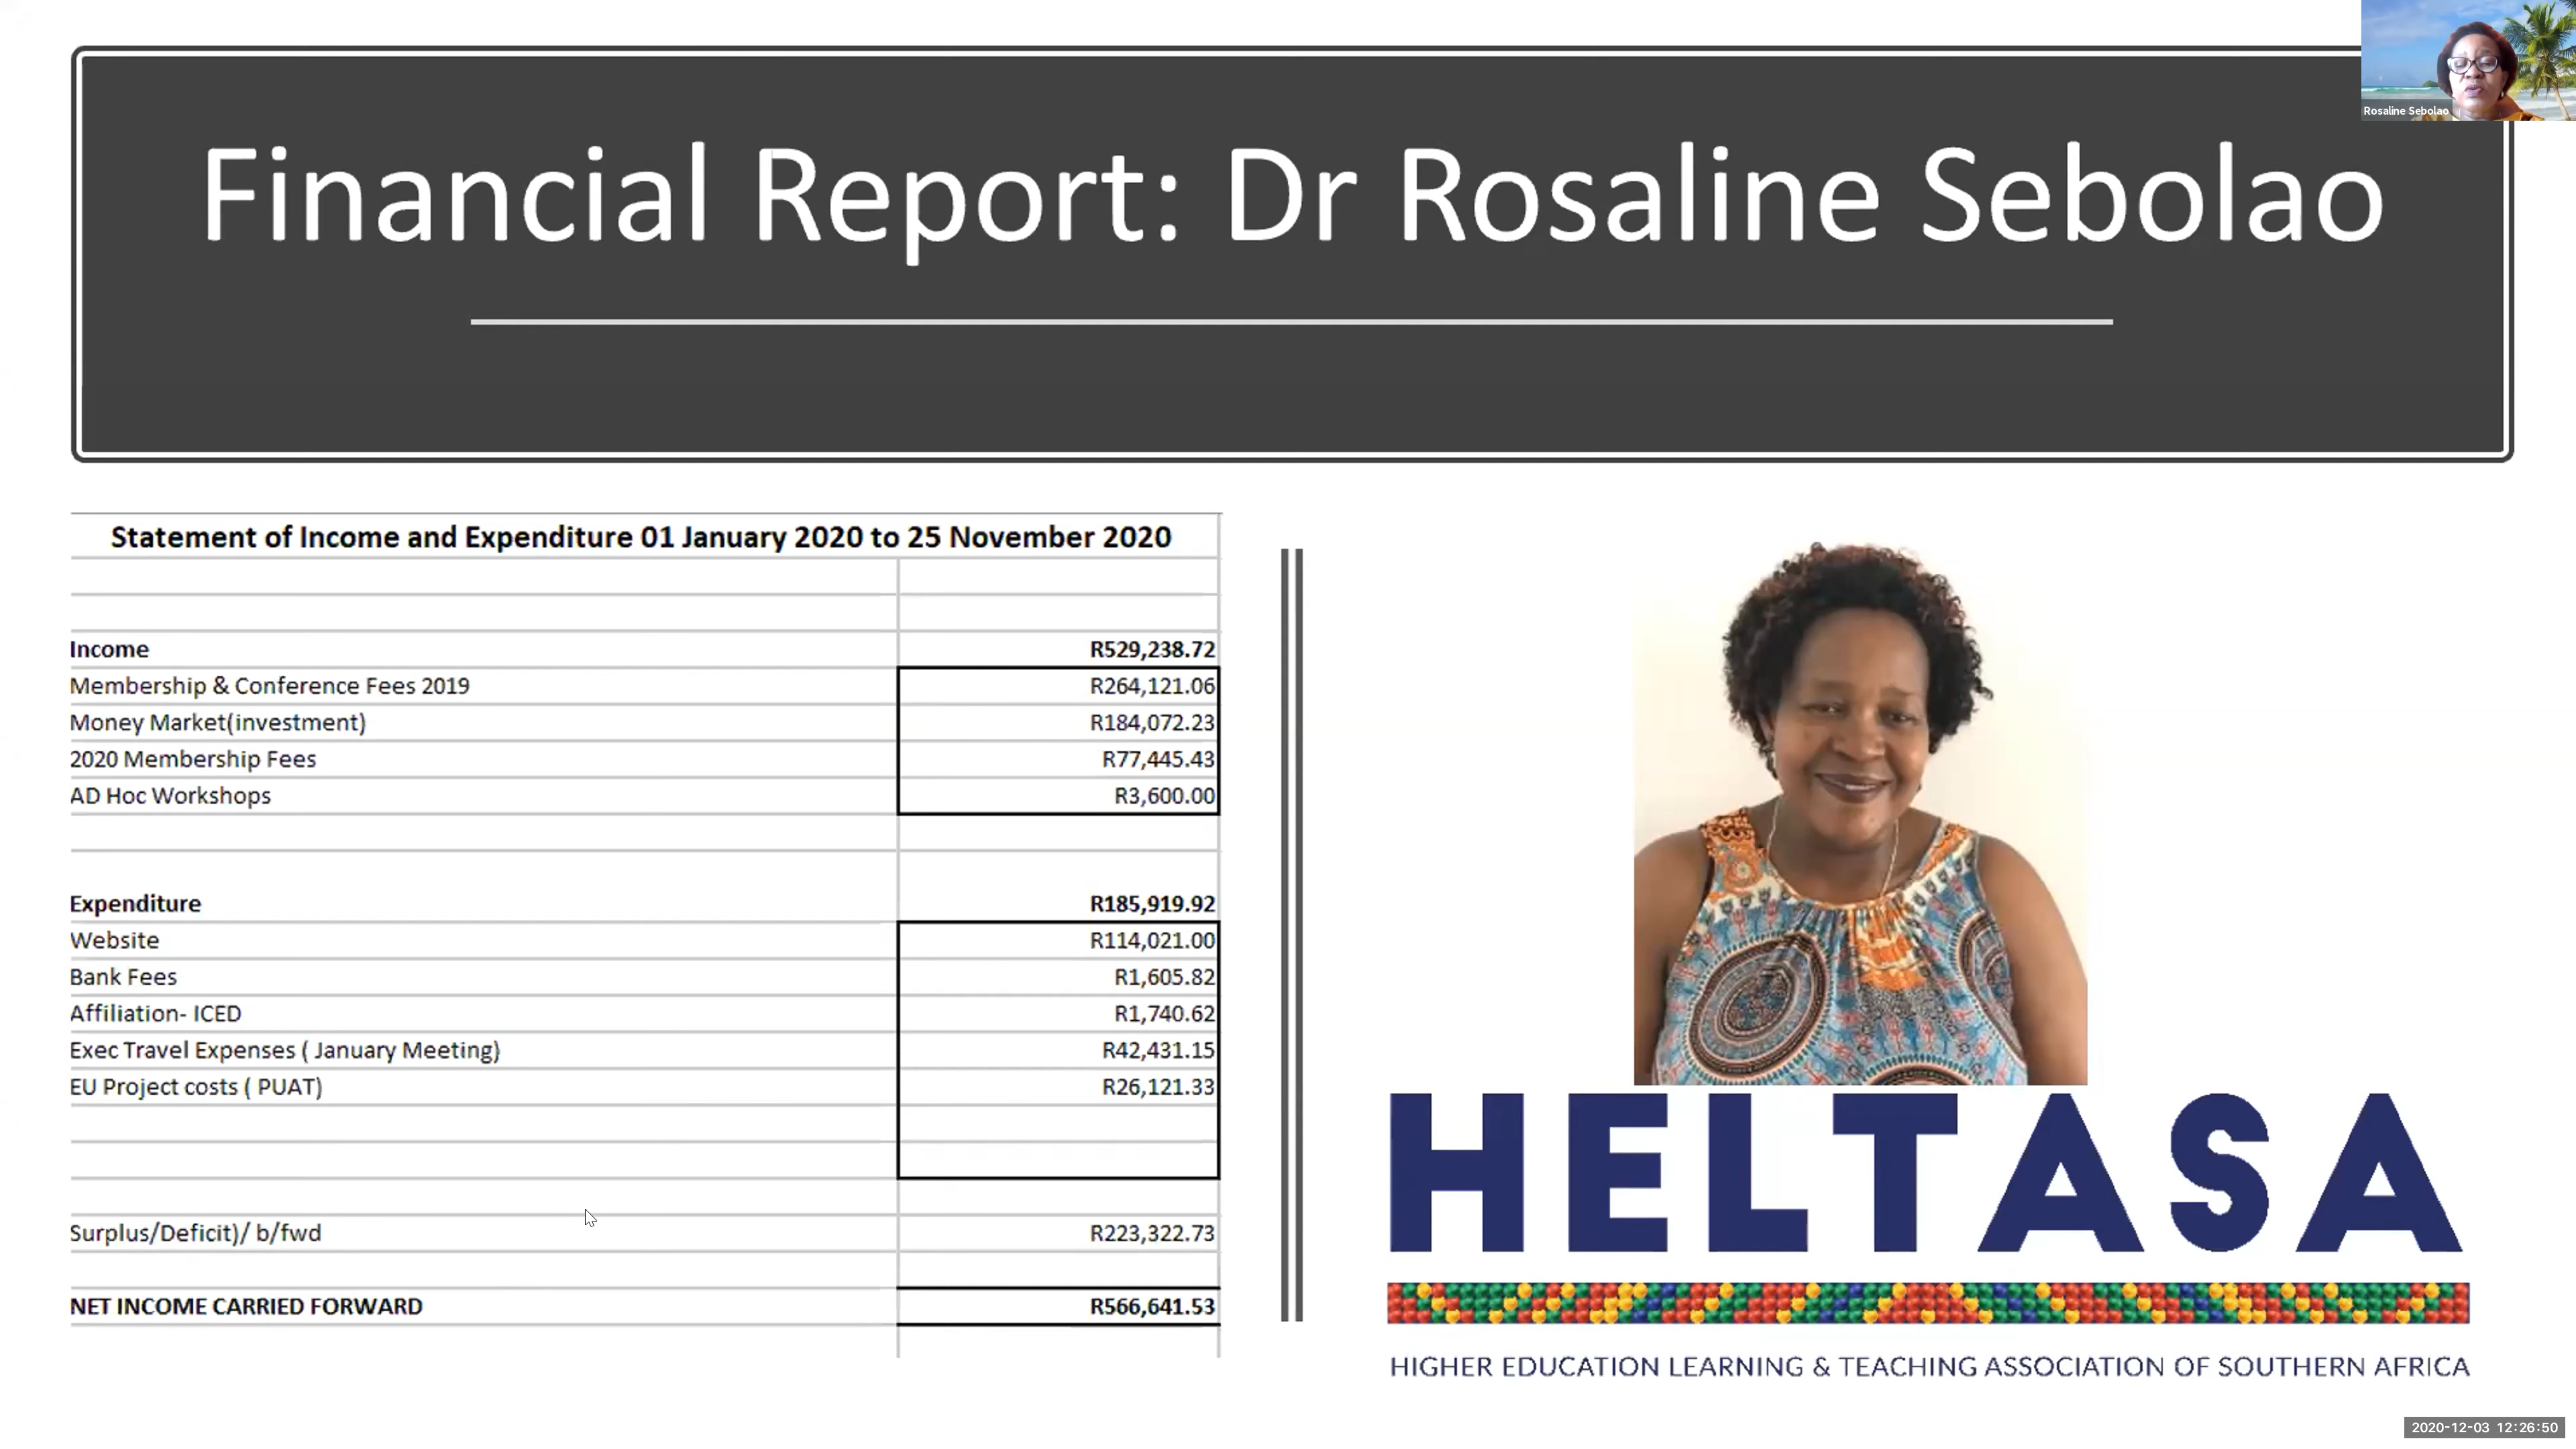 Rosaline Sebolao
Financial Report: Dr Rosaline Sebolao
Statement of Income and Expenditure 01 January 2020 to 25 November 2020
Income R529,238.72
Membership & Conference Fees 2019 R264,121.06
Money Market(investment) R184,072.23
2020 Membership Fees R77,445.43
AD Hoc Workshops R3,600.00
Expenditure R185,919.92
Website R114,021.00
Bank Fees R1,605.82
Affiliation- ICED R1,740.62
Exec Travel Expenses ( January Meeting) R42,431.15
EU Project costs ( PUAT) R26,121.33
Surplus/Deficit)/ b/fwd R223,322.73
NET INCOME CARRIED FORWARD R566,641.53
HELTASA
HIGHER EDUCATION LEARNING & TEACHING ASSOCIATION OF SOUTHERN AFRICA
2020-12-03 12:26:50